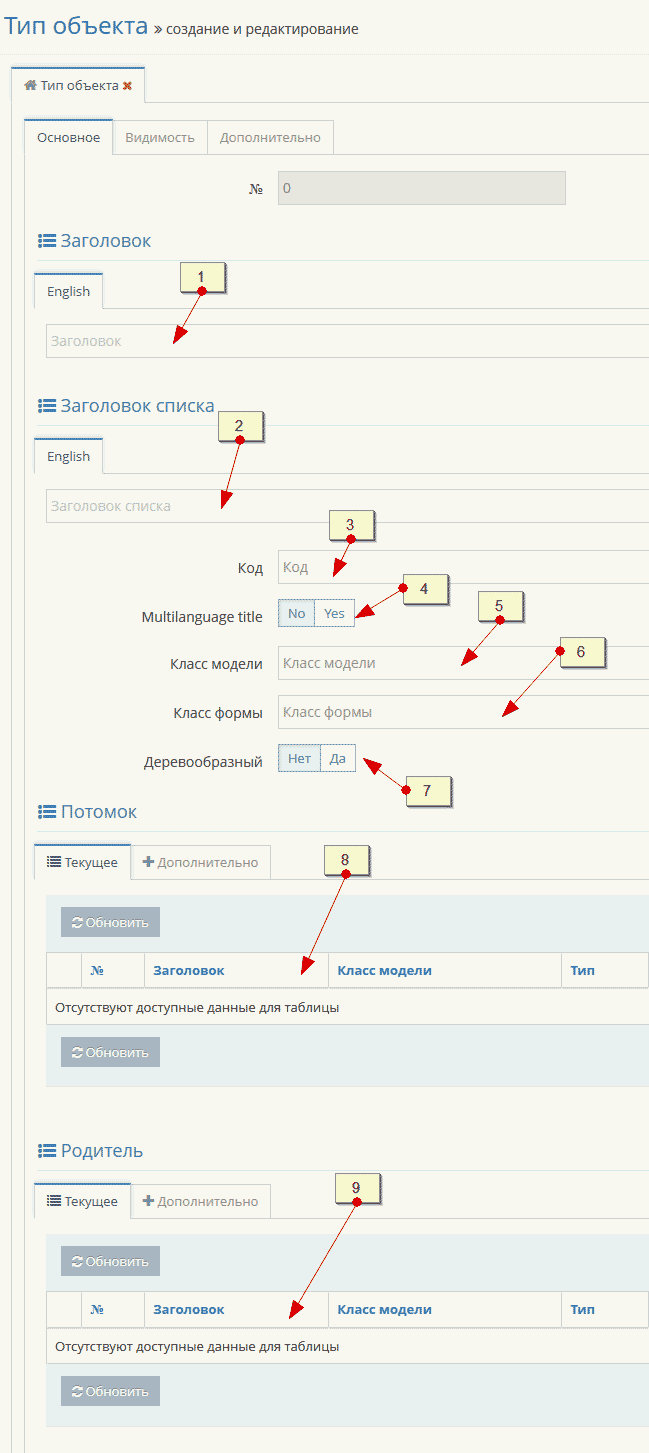 Тип объекта » создание и редактирование
Тип объекта
Основное Видимость Дополнительно
№ 0
Заголовок
1
English
Заголовок
Заголовок списка
2
English
Заголовок списка
3
Код Код
4
Multilanguage title No Yes
5
Класс модели Класс модели
6
Класс формы Класс формы
Деревообразный Нет Да
7
Потомок
Текущее Дополнительно
8
Обновить
№ Заголовок Класс модели Тип
Отсутствуют доступные данные для таблицы
Обновить
Родитель
Текущее Дополнительно
9
Обновить
№ Заголовок Класс модели Тип
Отсутствуют доступные данные для таблицы
Обновить